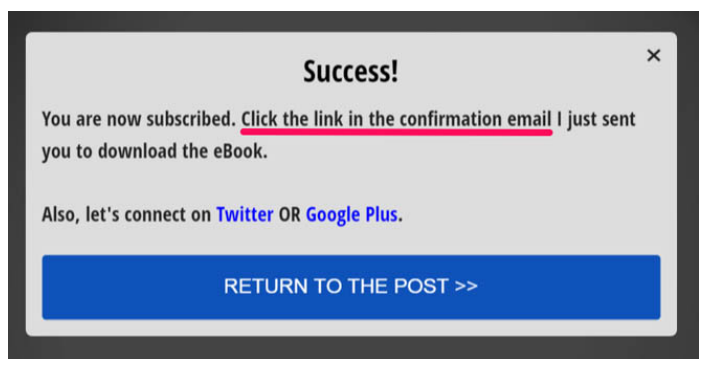 Success!
×
You are now subscribed. Click the link in the confirmation email I just sent
you to download the eBook.
Also, let's connect on Twitter OR Google Plus.
RETURN TO THE POST >>